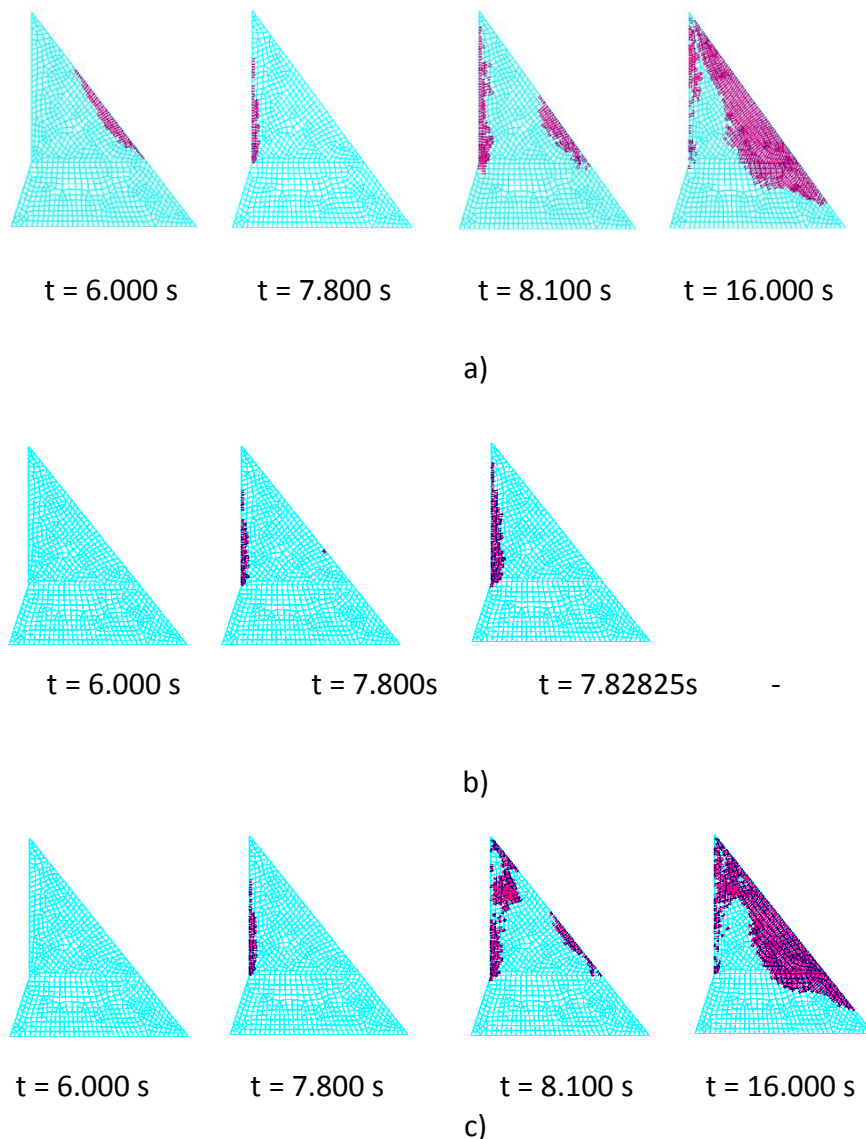 t = 6.000 s t = 7.800 s t = 8.100 s t = 16.000 s
a)
t = 6.000 s t = 7.800s t = 7.82825s -
b)
t = 6.000 s t = 7.800 s t = 8.100 s t = 16.000 s
c)